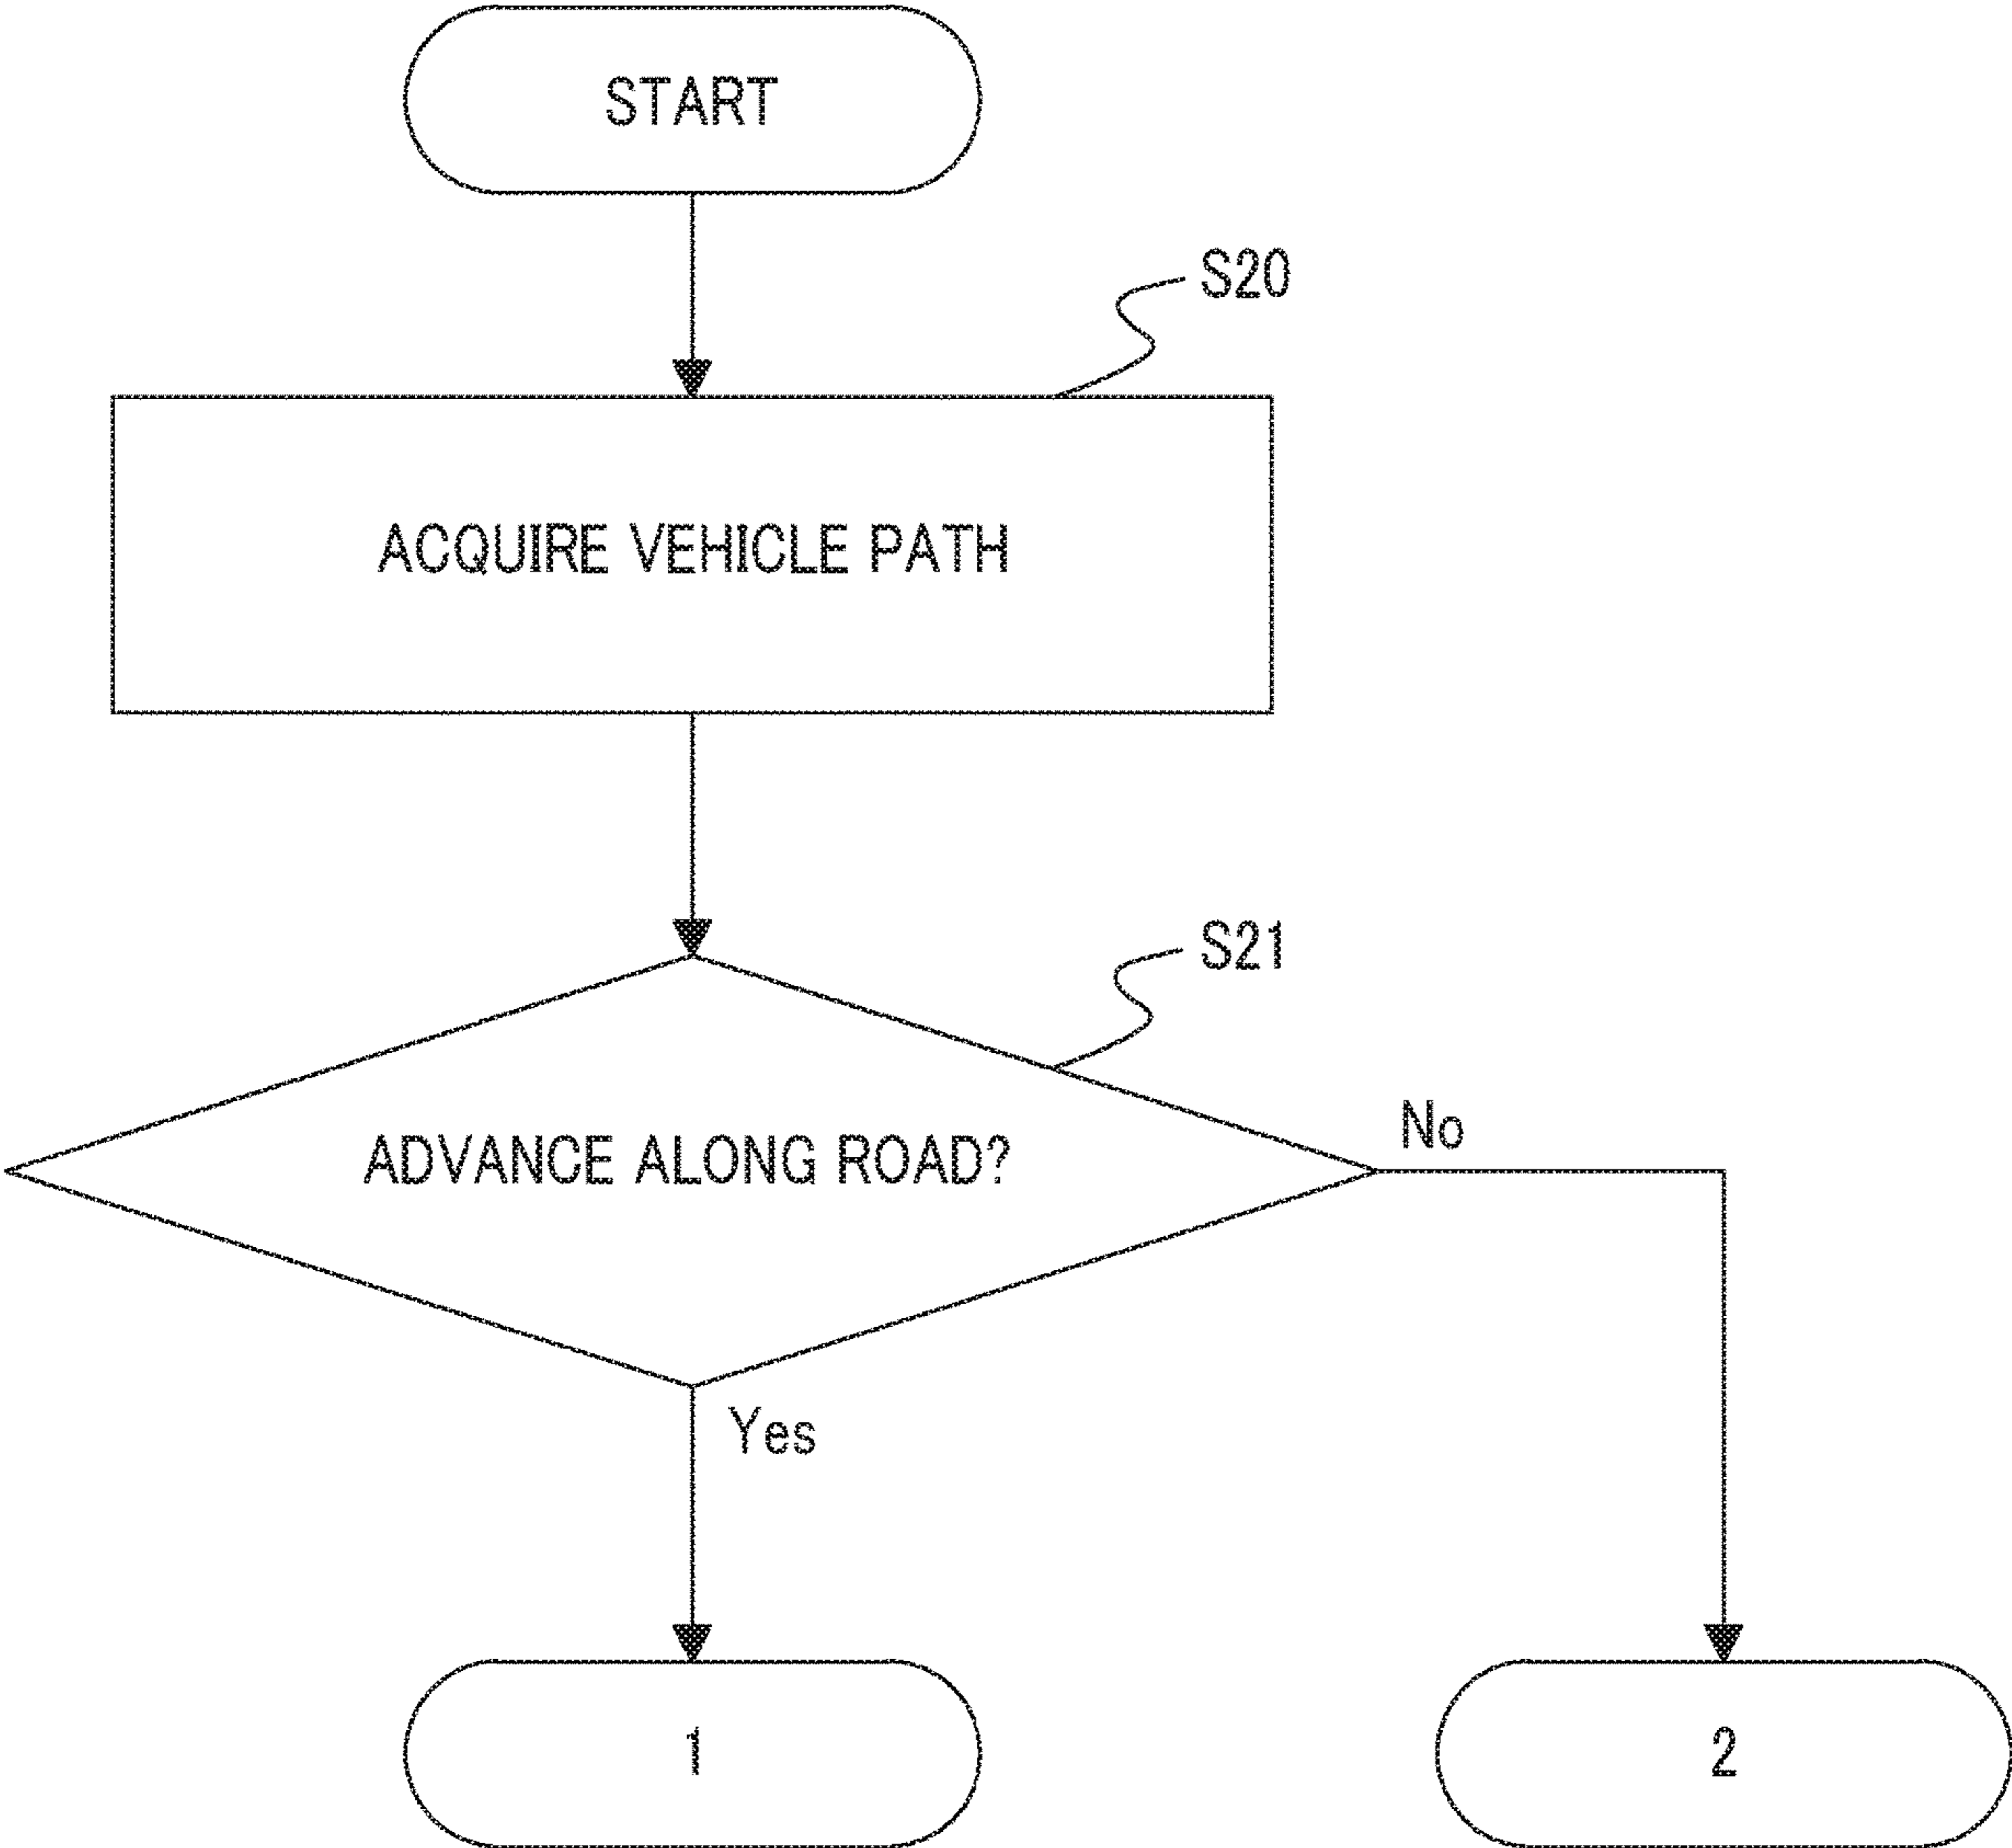 START
S20
ACQUIRE VEHICLE PATH
S21
ADVANCE ALONG ROAD?
No
Yes
1
2